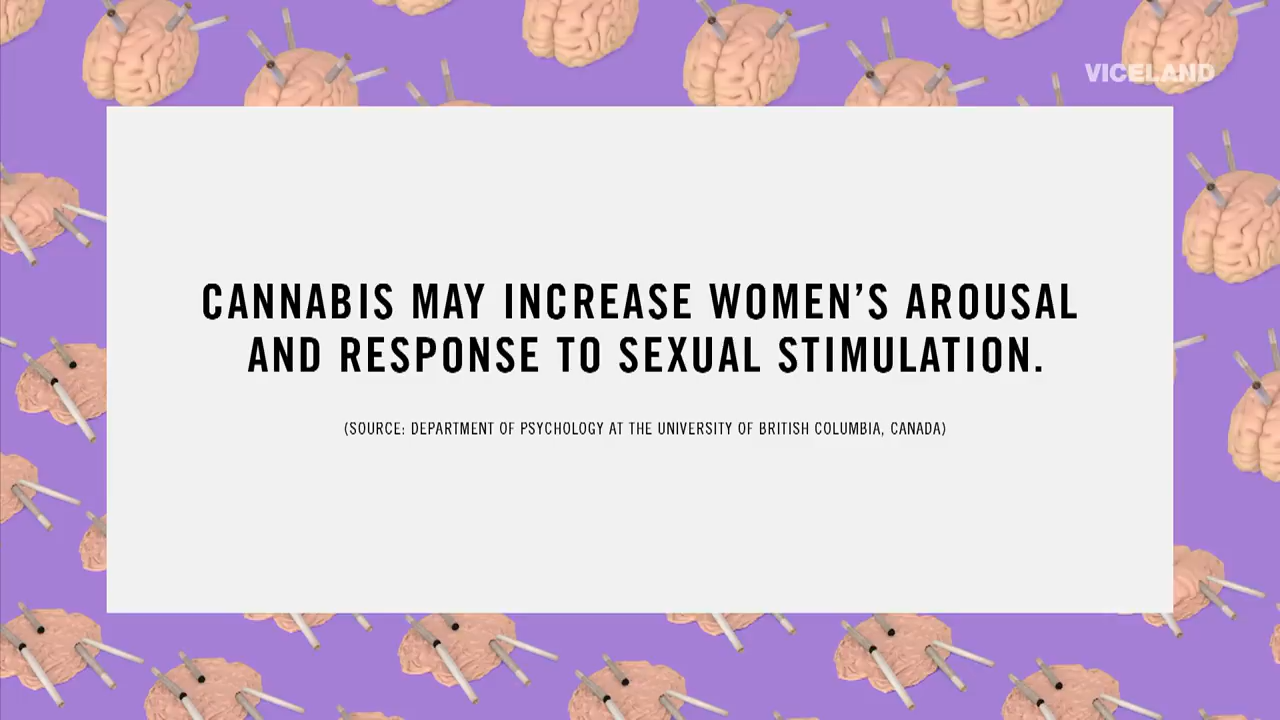 VICELAND
CANNABIS MAY INCREASE WOMEN'S AROUSAL
AND RESPONSE TO SEXUAL STIMULATION.
(SOURCE: DEPARTMENT OF PSYCHOLOGY AT THE UNIVERSITY OF BRITISH COLUMBIA, CANADA)